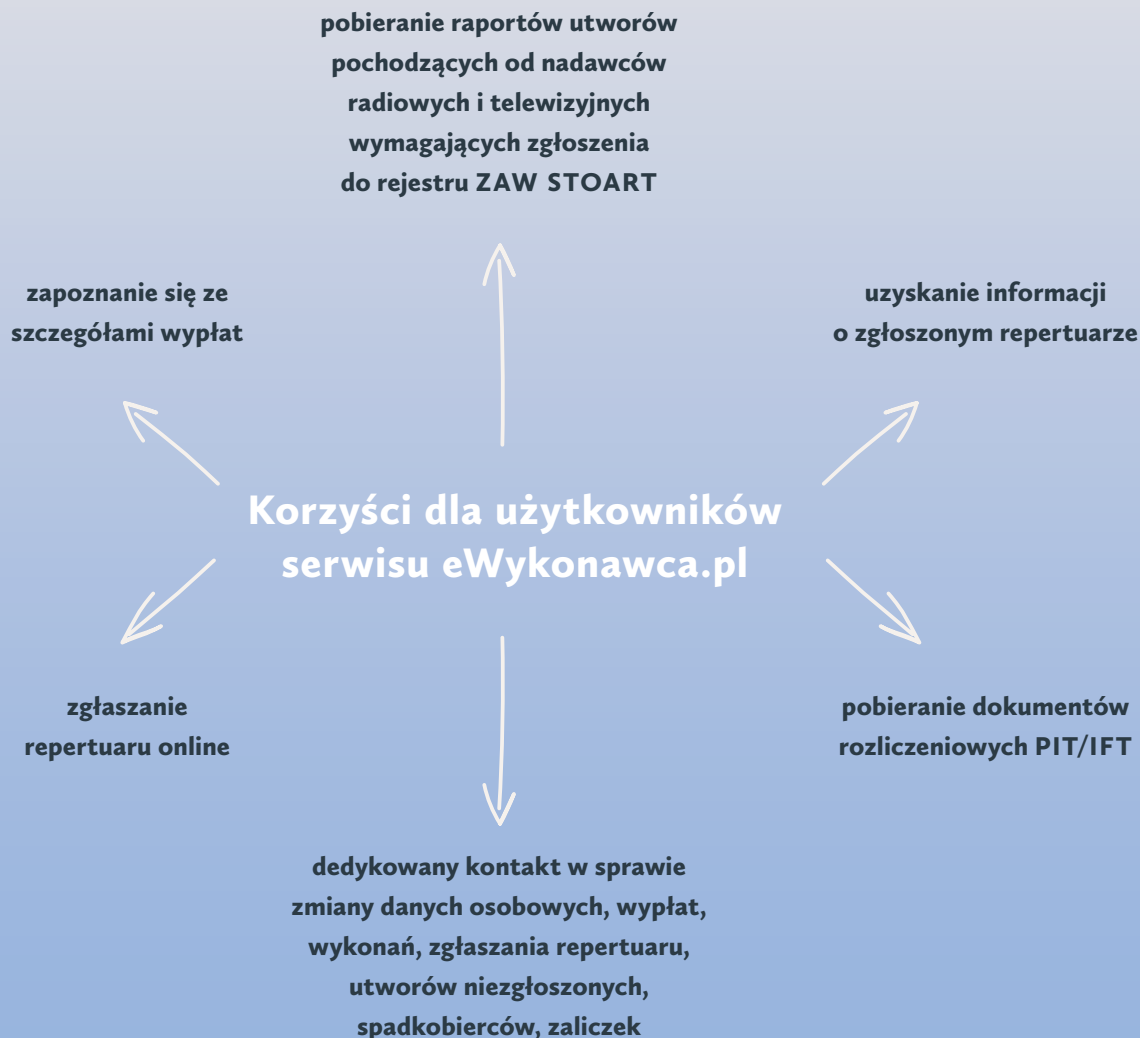 pobieranie raportów utworów
pochodzących od nadawców
radiowych i telewizyjnych
wymagających zgłoszenia
do rejestru ZAW STOART
zapoznanie się ze
szczegółami wypłat
uzyskanie informacji
o zgłoszonym repertuarze
Korzyści dla użytkowników
serwisu eWykonawca.pl
zgłaszanie
repertuaru online
pobieranie dokumentów
rozliczeniowych PIT/IFT
dedykowany kontakt w sprawie
zmiany danych osobowych, wypłat,
wykonań, zgłaszania repertuaru,
utworów niezgłoszonych,
spadkobierców, zaliczek